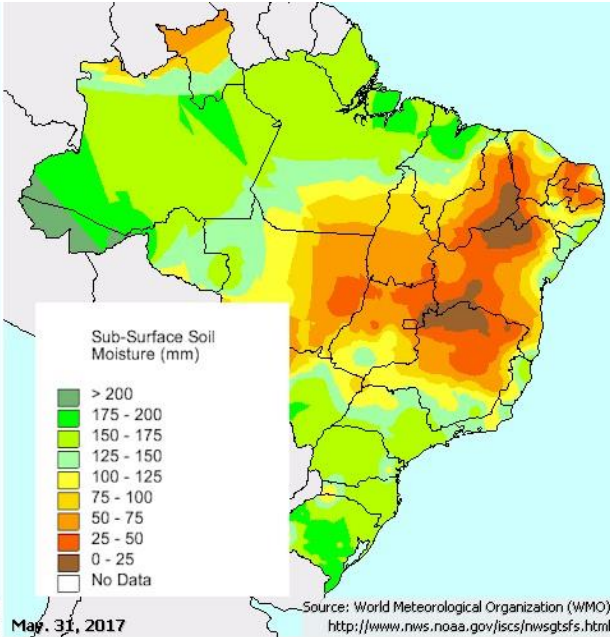 Sub-Surface Soil
Moisture (mm)
> 200
175 - 200
150 - 175
125 - 150
100 - 125
75 - 100
50 - 75
25 - 50
0 - 25
No Data
Source: World Meteorological Organization (WMO)
May. 31, 2017
http://www.nws.noaa.gov/iscs/nwsgtsfs.html